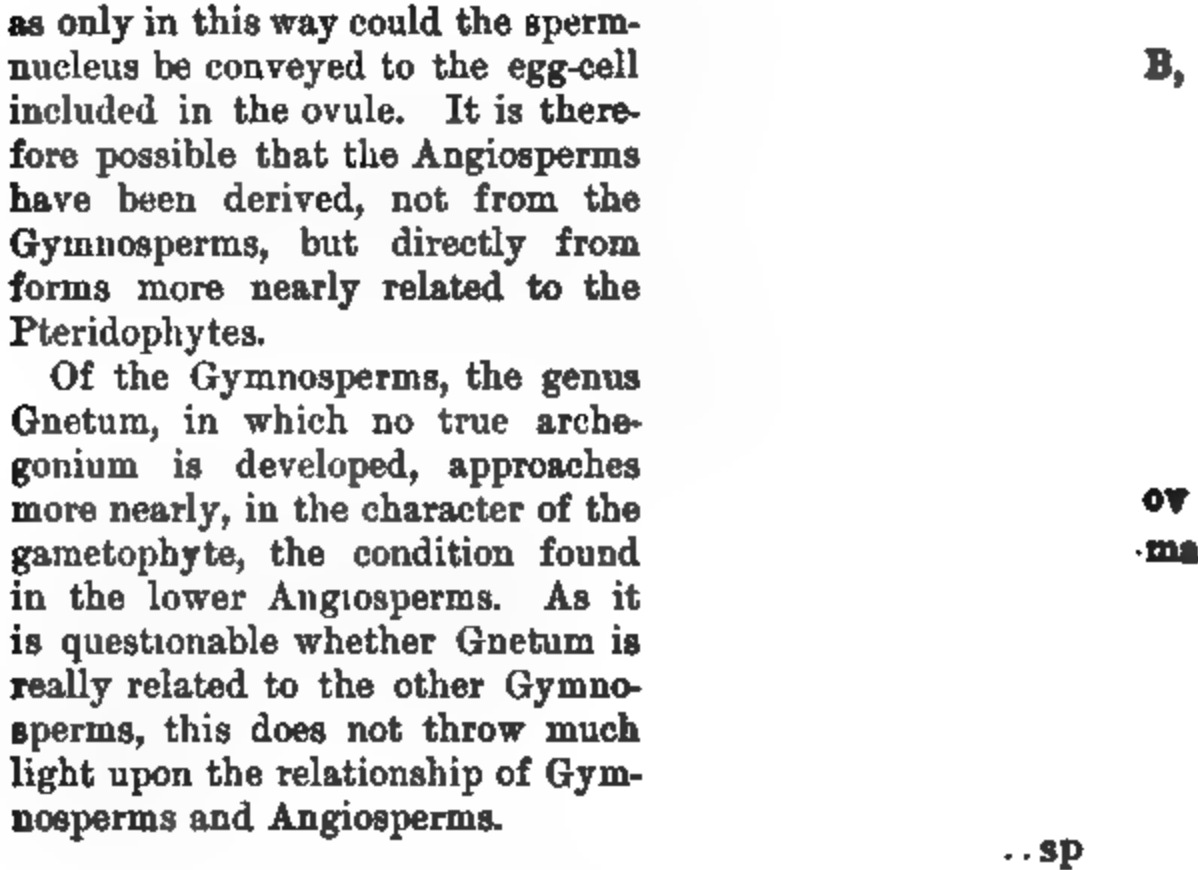 as only in this way could the sperm-
nucleus be conveyed to the egg-cell
included in the ovule. It is there-
fore possible that the Angiosperms
have been derived, not from the
Gymnosperms, but directly from
forms more nearly related to the
Pteridophytes.
Of the Gymnosperms, the genus
Gnetum, in which no true arche-
gonium is developed, approaches
more nearly, in the character of the
gametophyte, the condition found
in the lower Angiosperms. As it
is questionable whether Gnetum is
really related to the other Gymno-
sperms, this does not throw much
light upon the relationship of Gym-
nosperms and Angiosperms.
B,
ov
ma
..sp